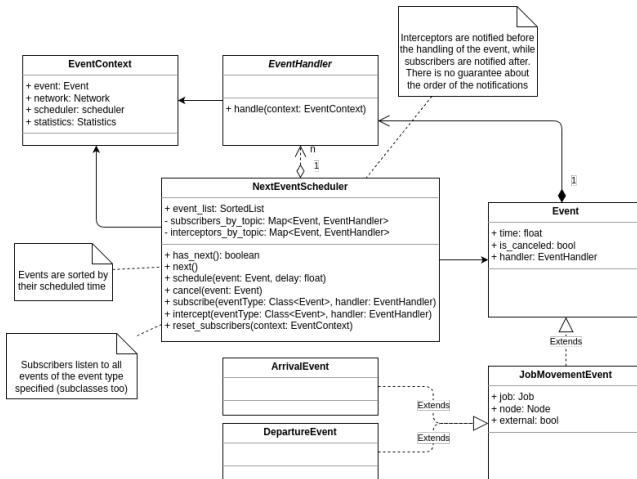 Interceptors are notified before
the handling of the event, while
subscribers are notified after.
There is no guarantee about
the order of the notifications
EventContext
+ event: Event
+ network: Network
+ scheduler: scheduler
+ statistics: Statistics
EventHandler
+ handle(context: EventContext)
n
1
1
NextEventScheduler
+ event_list: SortedList
- subscribers_by_topic: Map<Event, EventHandler>
- interceptors_by_topic: Map<Event, EventHandler>
+ has_next(): boolean
+ next()
+ schedule(event: Event, delay: float)
+ cancel(event: Event)
+ subscribe(eventType: Class<Event>, handler: EventHandler)
+ intercept(eventType: Class<Event>, handler: EventHandler)
+ reset_subscribers(context: EventContext)
Event
+ time: float
+ is_canceled: bool
+ handler: EventHandler
Events are sorted by
their scheduled time
Subscribers listen to all
events of the event type
specified (subclasses too)
Extends
ArrivalEvent
Extends
DepartureEvent
Extends
JobMovementEvent
+ job: Job
+ node: Node
+ external: bool